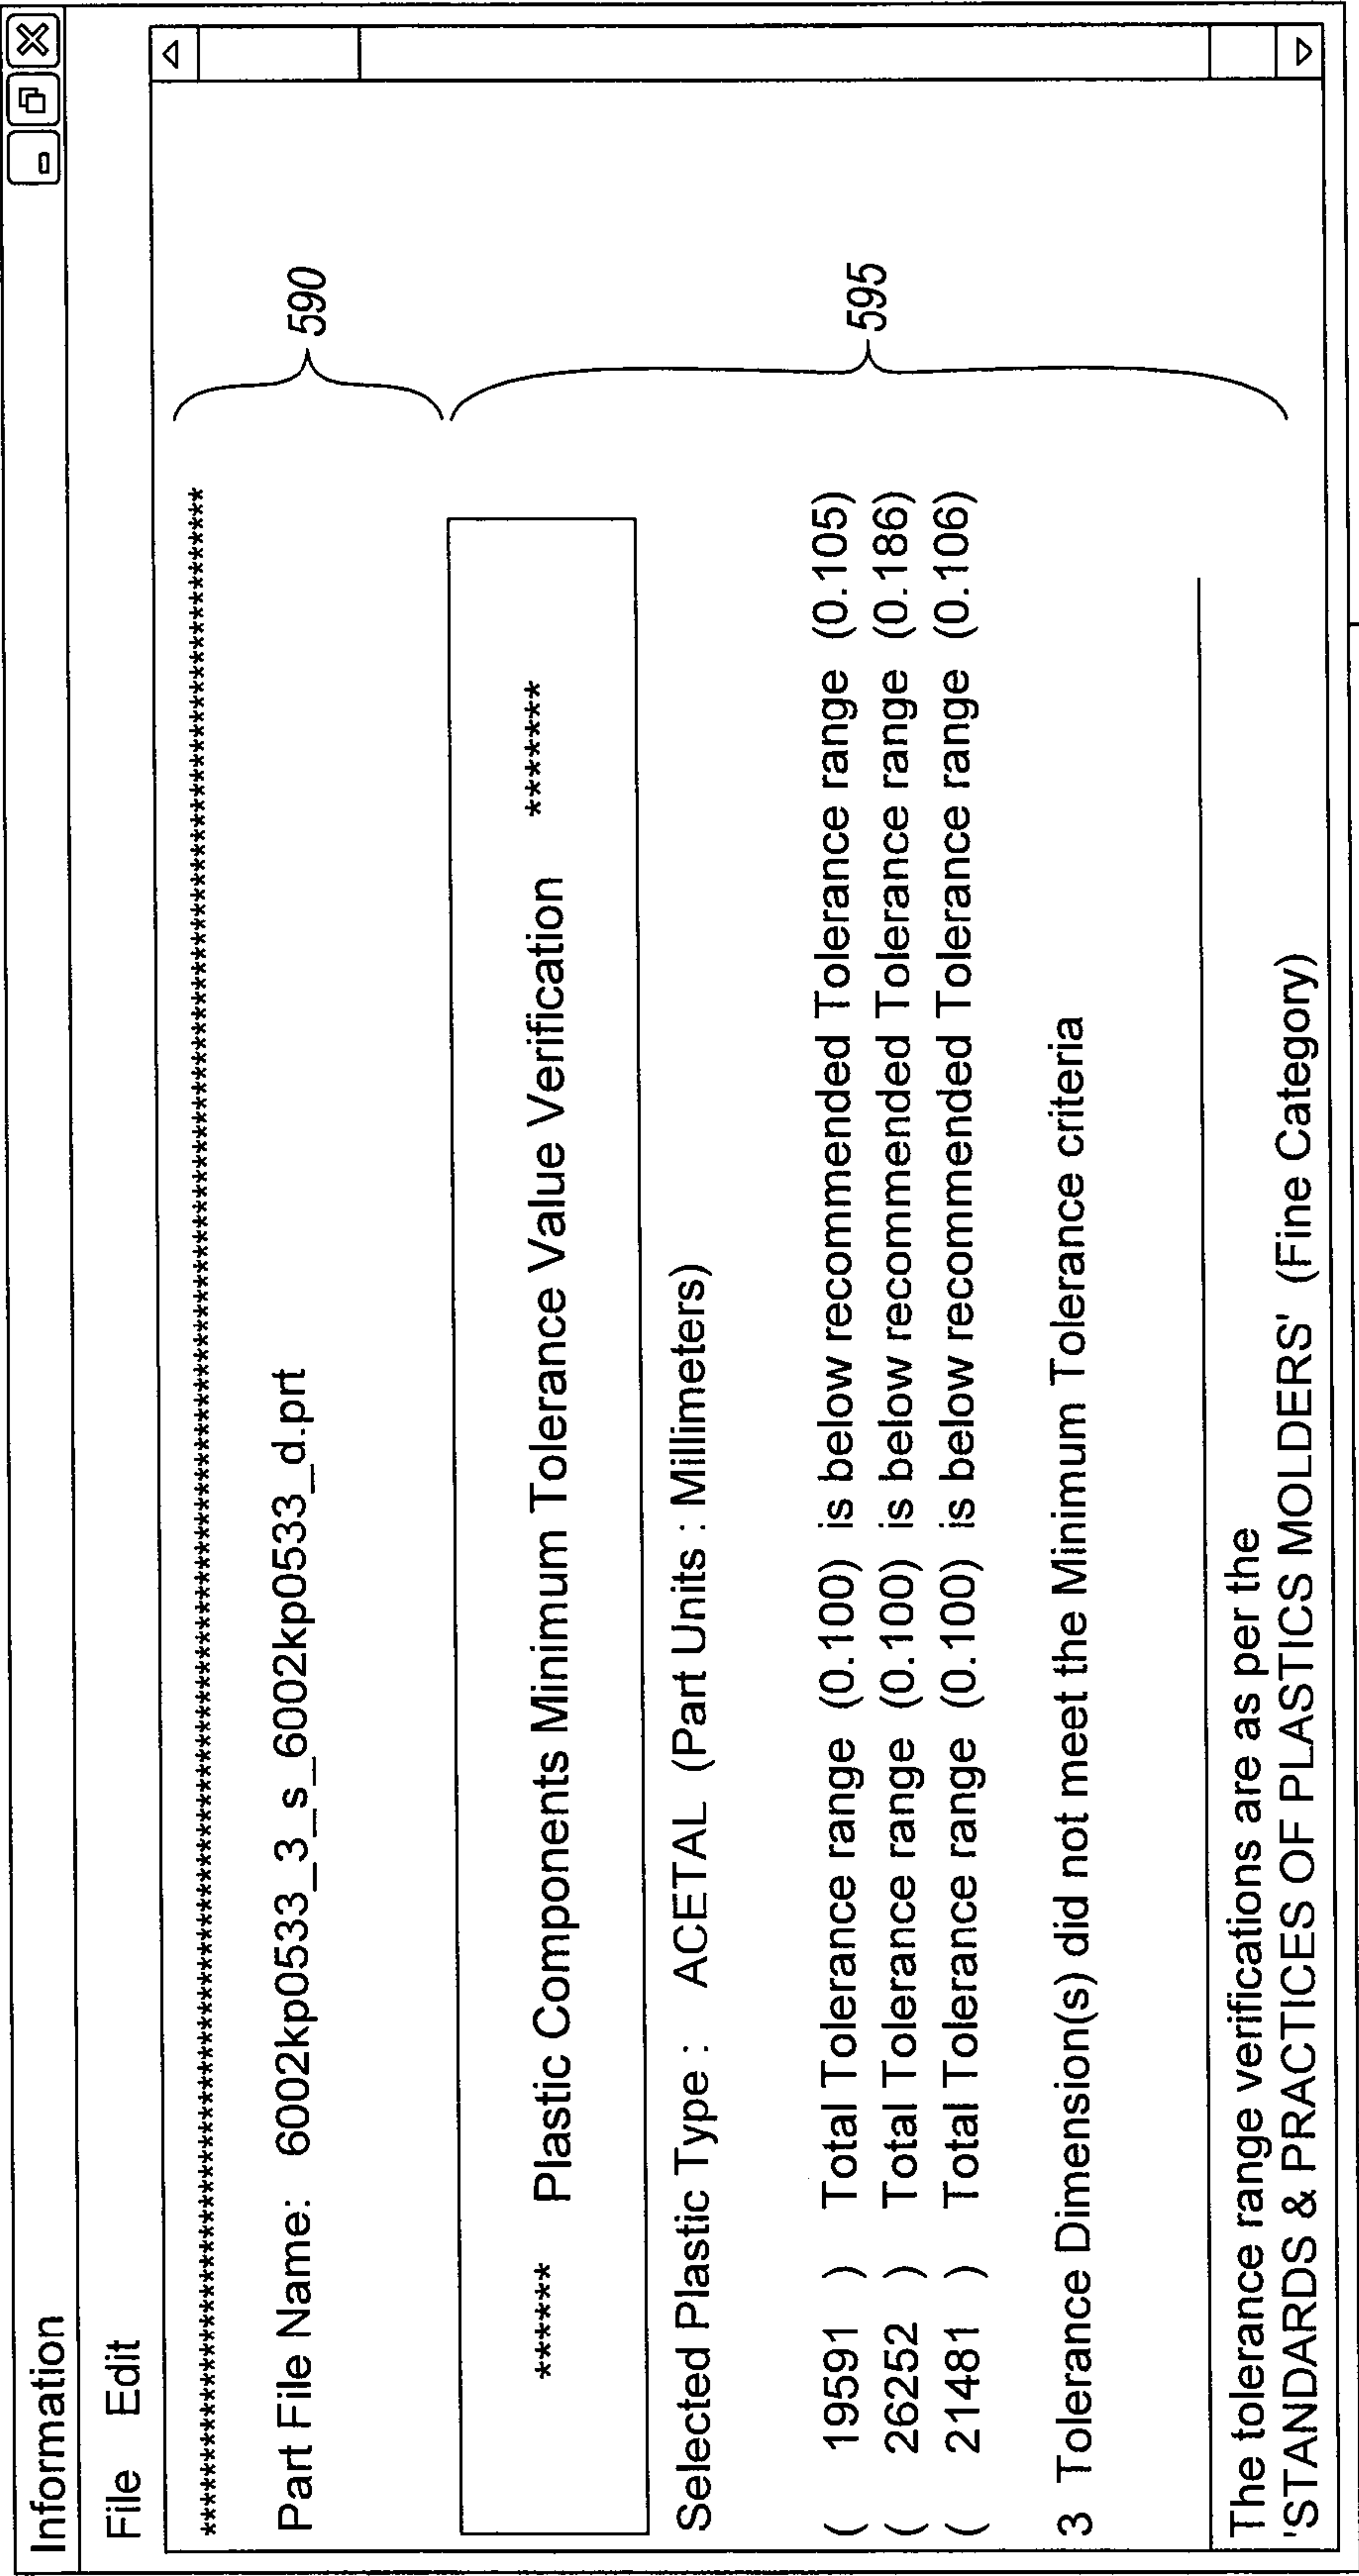 Information
File Edit
************************************************************************************
Part File Name: 6002kp0533_3_s_6002kp0533_d.prt
590
****** Plastic Components Minimum Tolerance Value Verification *******
Selected Plastic Type : ACETAL (Part Units : Millimeters)
( 19591 ) Total Tolerance range (0.100) is below recommended Tolerance range (0.105)
( 26252 ) Total Tolerance range (0.100) is below recommended Tolerance range (0.186)
( 21481 ) Total Tolerance range (0.100) is below recommended Tolerance range (0.106)
595
3 Tolerance Dimension(s) did not meet the Minimum Tolerance criteria
The tolerance range verifications are as per the
'STANDARDS & PRACTICES OF PLASTICS MOLDERS' (Fine Category)